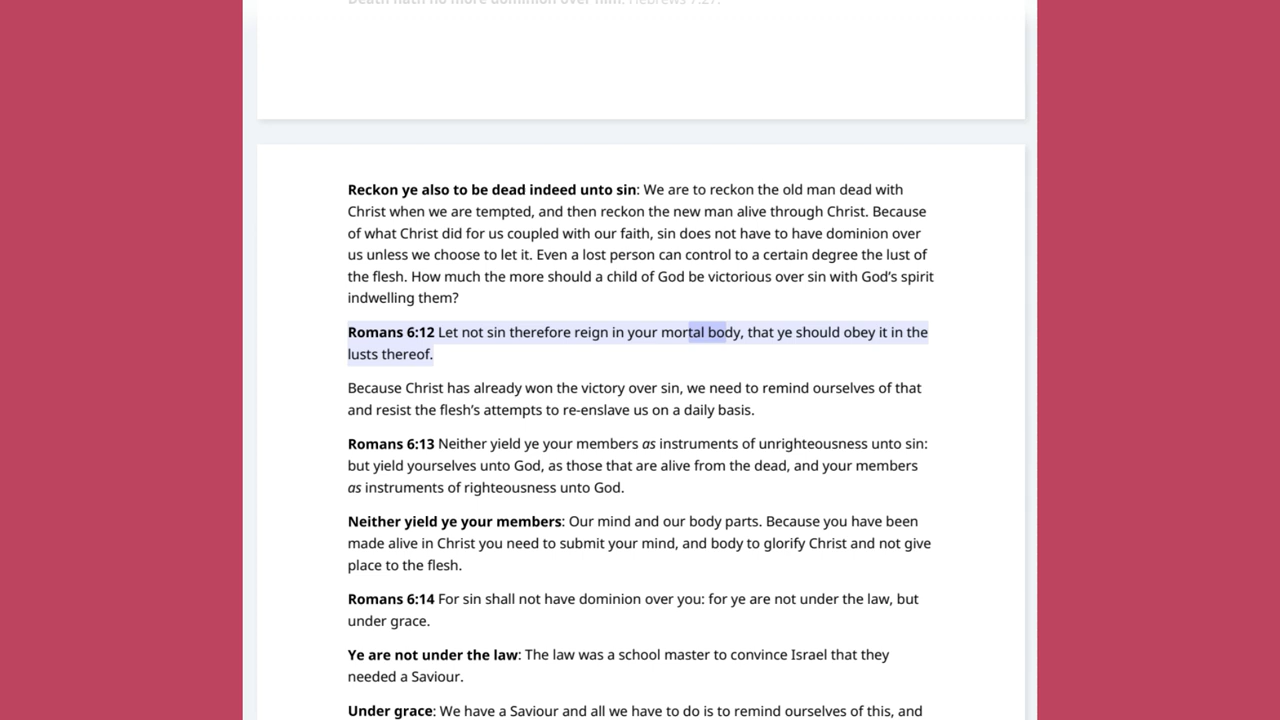 Death hath no more dominion over him: Hebrews 7:27.
Reckon ye also to be dead indeed unto sin: We are to reckon the old man dead with
Christ when we are tempted, and then reckon the new man alive through Christ. Because
of what Christ did for us coupled with our faith, sin does not have to have dominion over
us unless we choose to let it. Even a lost person can control to a certain degree the lust of
the flesh. How much the more should a child of God be victorious over sin with God’s spirit
indwelling them?
Romans 6:12 Let not sin therefore reign in your mortal body, that ye should obey it in the
lusts thereof.
Because Christ has already won the victory over sin, we need to remind ourselves of that
and resist the flesh’s attempts to re-enslave us on a daily basis.
Romans 6:13 Neither yield ye your members as instruments of unrighteousness unto sin:
but yield yourselves unto God, as those that are alive from the dead, and your members
as instruments of righteousness unto God.
Neither yield ye your members: Our mind and our body parts. Because you have been
made alive in Christ you need to submit your mind, and body to glorify Christ and not give
place to the flesh.
Romans 6:14 For sin shall not have dominion over you: for ye are not under the law, but
under grace.
Ye are not under the law: The law was a school master to convince Israel that they
needed a Saviour.
Under grace: We have a Saviour and all we have to do is to remind ourselves of this, and